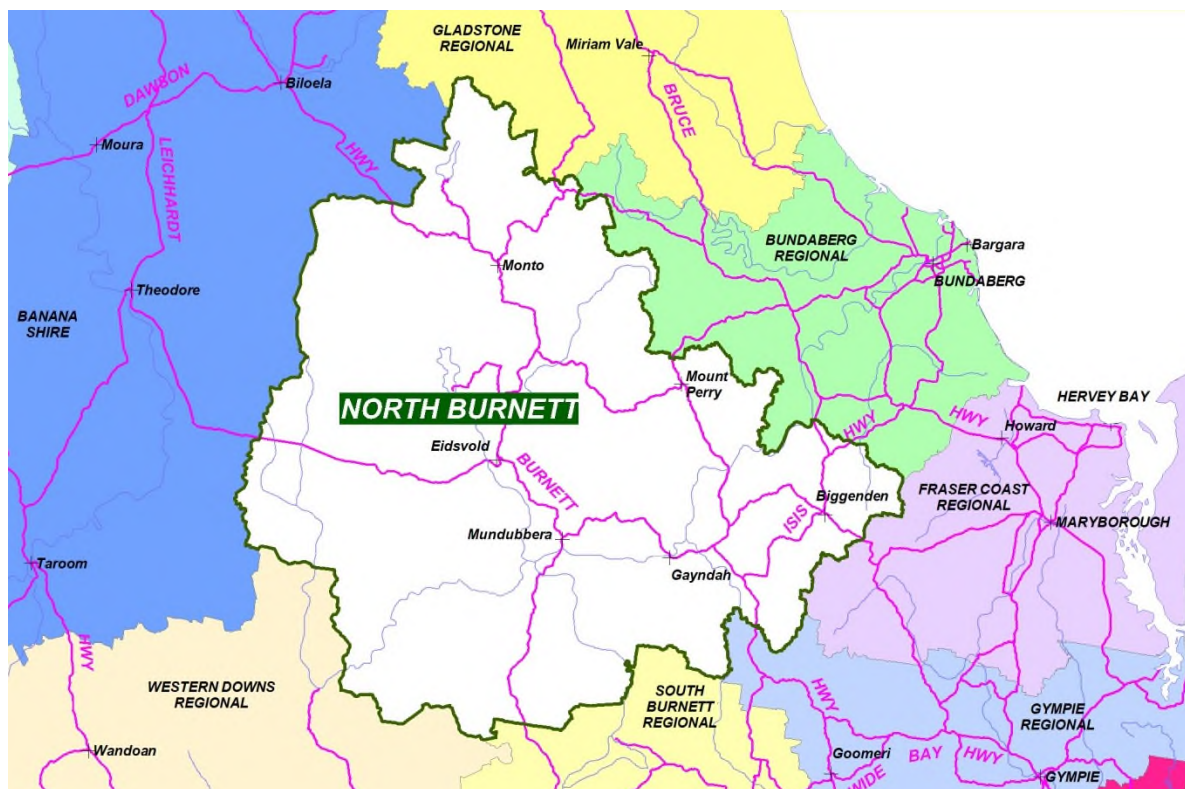 GLADSTONE
REGIONAL
Miriam Vale
Biloela
DAWSON
HWY
BRUCE
Moura
LEICHHARDT
BUNDABERG
REGIONAL
Bargara
BUNDABERG
Monto
Theodore
BANANA
SHIRE
Mount
Perry
HERVEY BAY
NORTH BURNETT
HWY
HWY
Howard
Eidsvold
BURNETT
Biggenden
FRASER COAST
REGIONAL
ISIS
MARYBOROUGH
Mundubbera
Gayndah
Taroom
HWY
WESTERN DOWNS
REGIONAL
SOUTH
BURNETT
REGIONAL
HWY
GYMPIE
REGIONAL
Wandoan
Goomeri
BAY
HWY
WIDE
GYMPIE